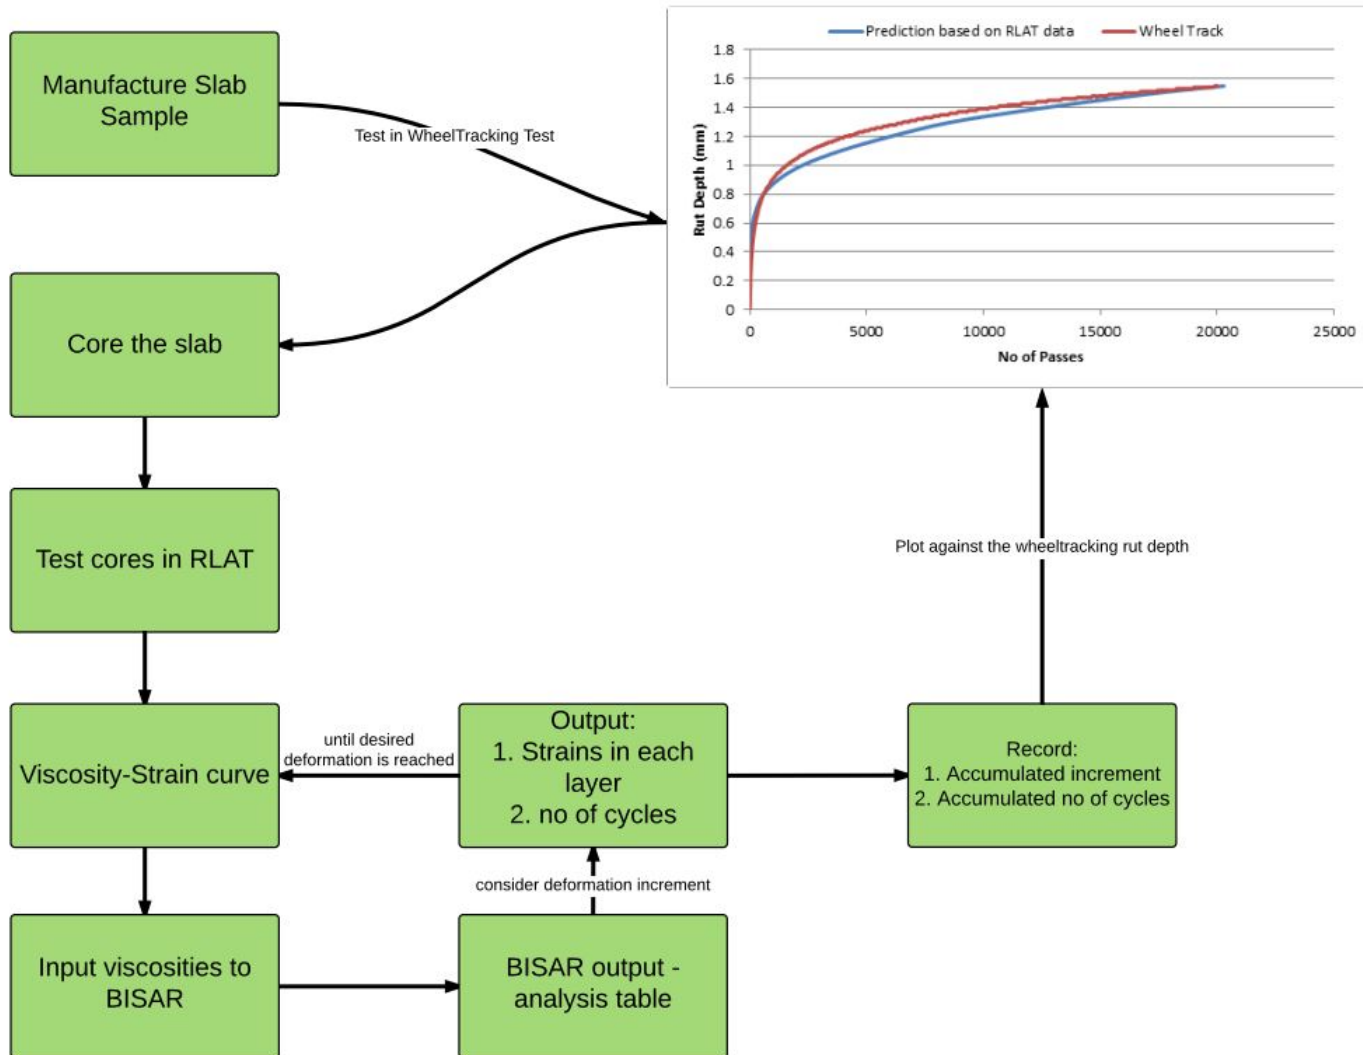 Manufacture Slab
Sample
Test in WheelTracking Test
Prediction based on RLAT data
Wheel Track
1.8
1.6
1.4
1.2
1
0.8
0.6
0.4
0.2
0
Rut Depth (mm)
0
5000
10000
15000
20000
25000
No of Passes
Core the slab
Test cores in RLAT
Plot against the wheeltracking rut depth
Viscosity-Strain curve
until desired
deformation is reached
Output:
1. Strains in each
layer
2. no of cycles
Record:
1. Accumulated increment
2. Accumulated no of cycles
consider deformation increment
Input viscosities to
BISAR
BISAR output -
analysis table